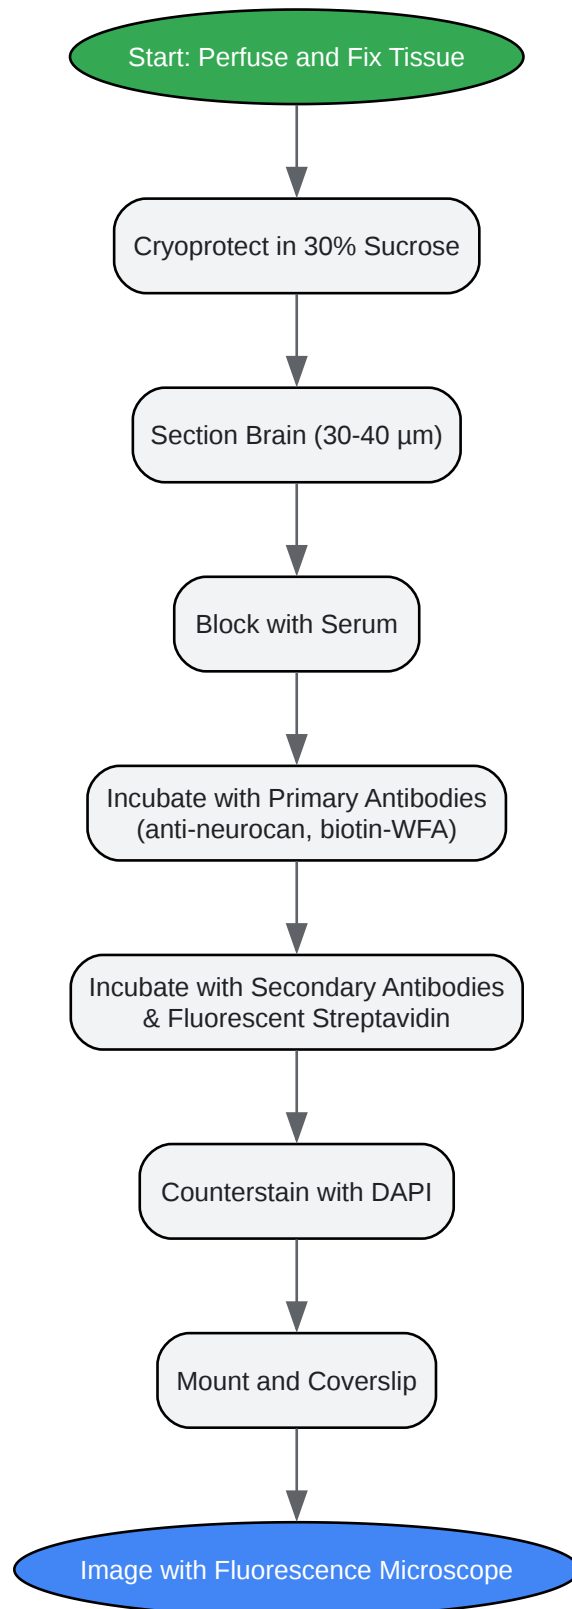 Start: Perfuse and Fix Tissue
Cryoprotect in 30% Sucrose
Section Brain (30-40 µm)
Block with Serum
Incubate with Primary Antibodies
(anti-neurocan, biotin-WFA)
Incubate with Secondary Antibodies
& Fluorescent Streptavidin
Counterstain with DAPI
Mount and Coverslip
Image with Fluorescence Microscope